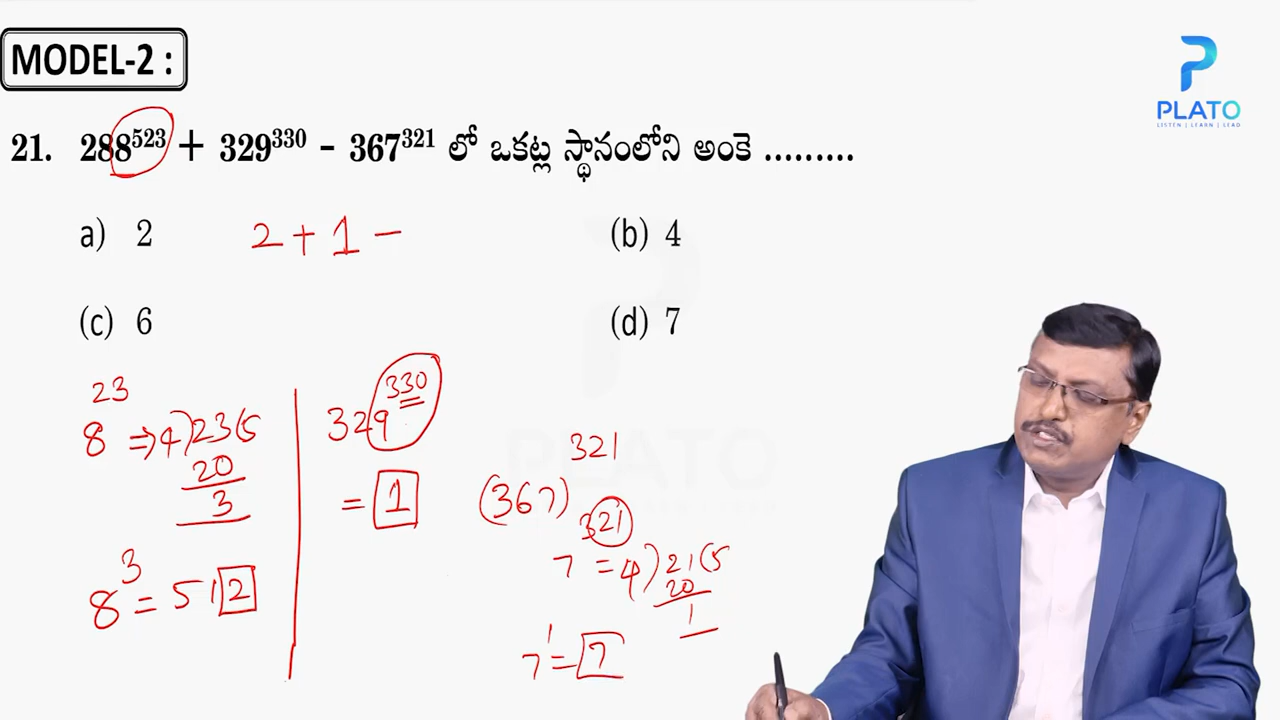 MODEL-2 :
PLATO
LISTEN | LEARN | LEAD
21. 288^523 + 329^330 - 367^321 లో ఒకట్ల స్థానంలోని అంకె .........
a) 2
2 + 1 -
(b) 4
(c) 6
(d) 7
8^23 ⇒ 4)23(5
20
3
8^3 = 512
329^330
= 1
(367)^321
7^321 = 4)21(5
20
1
7^1 = 7
PLATO